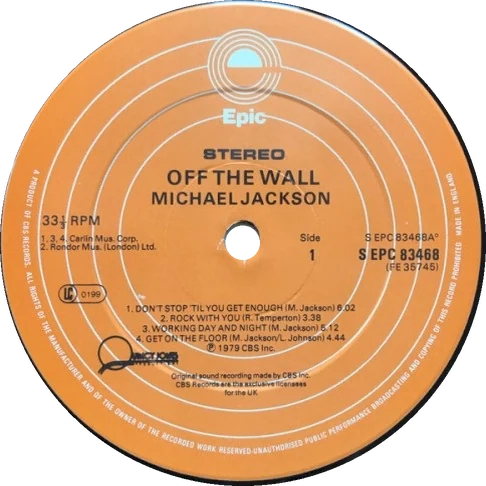 Epic
STEREO
OFF THE WALL
MICHAEL JACKSON
33⅓ RPM
1. 3. 4. Carlin Mus. Corp.
2. Rondor Mus. (London) Ltd.
LC 0199
Side
1
S EPC 83468A°
S EPC 83468
(FE 35745)
1. DON'T STOP 'TIL YOU GET ENOUGH (M. Jackson) 6.02
2. ROCK WITH YOU (R. Temperton) 3.38
3. WORKING DAY AND NIGHT (M. Jackson) 5.12
4. GET ON THE FLOOR (M. Jackson/L. Johnson) 4.44
Ⓟ 1979 CBS Inc.
QUINCY JONES
Original sound recording made by CBS Inc.
CBS Records are the exclusive licensees
for the UK
A PRODUCT OF CBS RECORDS. ALL RIGHTS OF THE MANUFACTURER AND OF THE OWNER OF THE RECORDED WORK RESERVED-UNAUTHORISED PUBLIC PERFORMANCE BROADCASTING AND COPYING OF THIS RECORD PROHIBITED MADE IN ENGLAND.